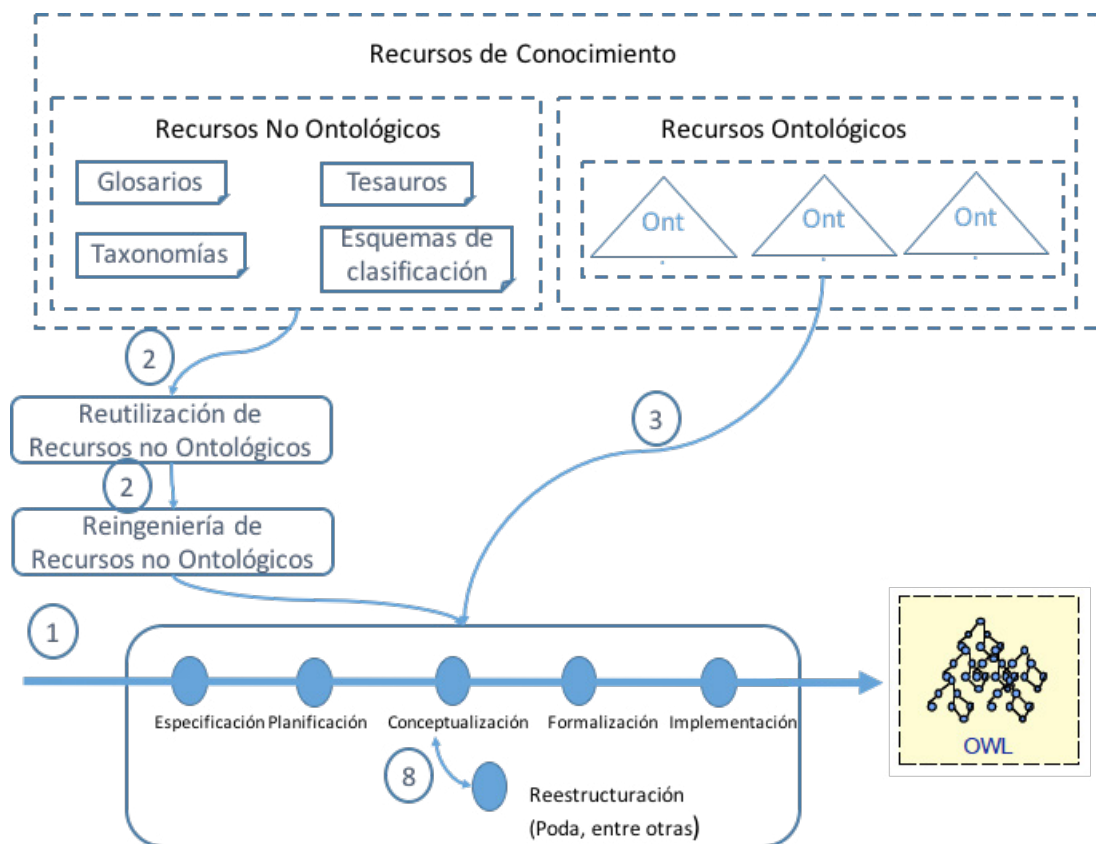 Recursos de Conocimiento
Recursos No Ontológicos
Recursos Ontológicos
Glosarios
Tesauros
Taxonomías
Esquemas de
clasificación
Ont
Ont
Ont
2
Reutilización de
Recursos no Ontológicos
3
2
Reingeniería de
Recursos no Ontológicos
1
Especificación
Planificación
Conceptualización
Formalización
Implementación
OWL
8
Reestructuración
(Poda, entre otras)